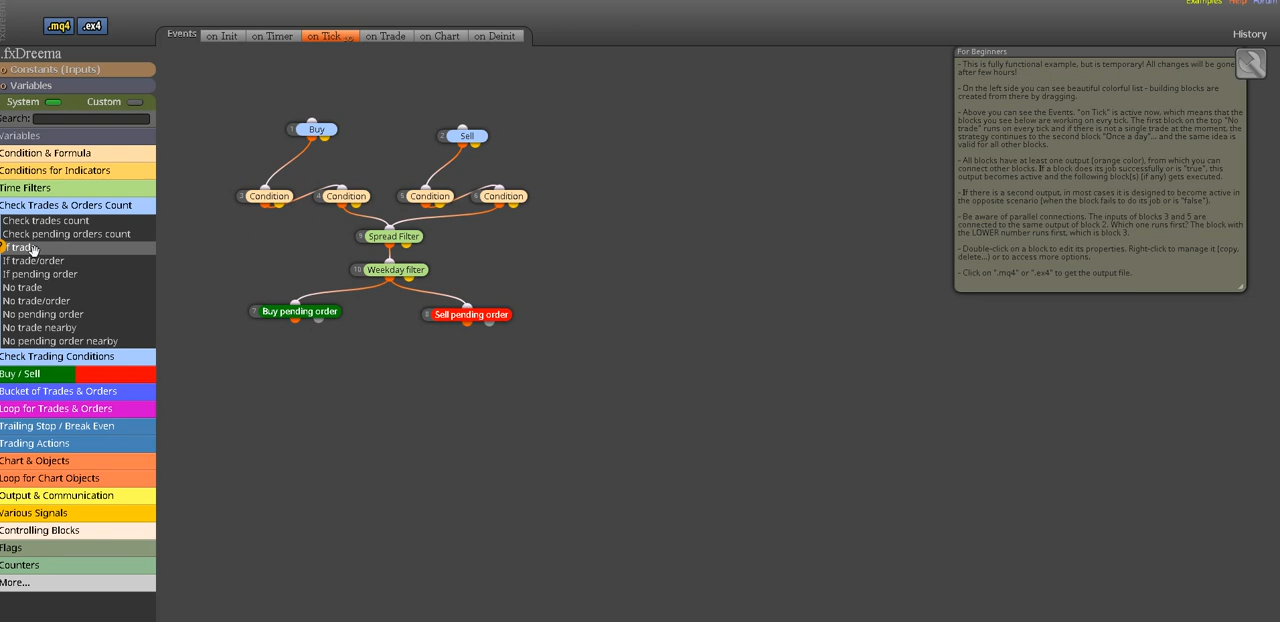 Examples Help Forum
.mq4 .ex4
Events on Init on Timer on Tick on Trade on Chart on Deinit
History
.fxDreema
Constants (Inputs)
Variables
System Custom
Search:
Variables
Condition & Formula
Conditions for Indicators
Time Filters
Check Trades & Orders Count
Check trades count
Check pending orders count
If trade
If trade/order
If pending order
No trade
No trade/order
No pending order
No trade nearby
No pending order nearby
Check Trading Conditions
Buy / Sell
Bucket of Trades & Orders
Loop for Trades & Orders
Trailing Stop / Break Even
Trading Actions
Chart & Objects
Loop for Chart Objects
Output & Communication
Various Signals
Controlling Blocks
Flags
Counters
More...
1 Buy
2 Sell
3 Condition
4 Condition
5 Condition
6 Condition
9 Spread Filter
10 Weekday filter
7 Buy pending order
8 Sell pending order
For Beginners
- This is fully functional example, but is temporary! All changes will be gone
after few hours!
- On the left side you can see beautiful colorful list - building blocks are
created from there by dragging.
- Above you can see the Events. "on Tick" is active now, which means that the
blocks you see below are working on evry tick. The first block on the top "No
trade" runs on every tick and if there is not a single trade at the moment, the
strategy continues to the second block "Once a day"... and the same idea is
valid for all other blocks.
- All blocks have at least one output (orange color), from which you can
connect other blocks. If a block does its job successfully or is "true", this
output becomes active and the following block(s) (if any) gets executed.
- If there is a second output, in most cases it is designed to become active in
the opposite scenario (when the block fails to do its job or is "false").
- Be aware of parallel connections. The inputs of blocks 3 and 5 are
connected to the same output of block 2. Which one runs first? The block with
the LOWER number runs first, which is block 3.
- Double-click on a block to edit its properties. Right-click to manage it (copy,
delete...) or to access more options.
- Click on ".mq4" or ".ex4" to get the output file.